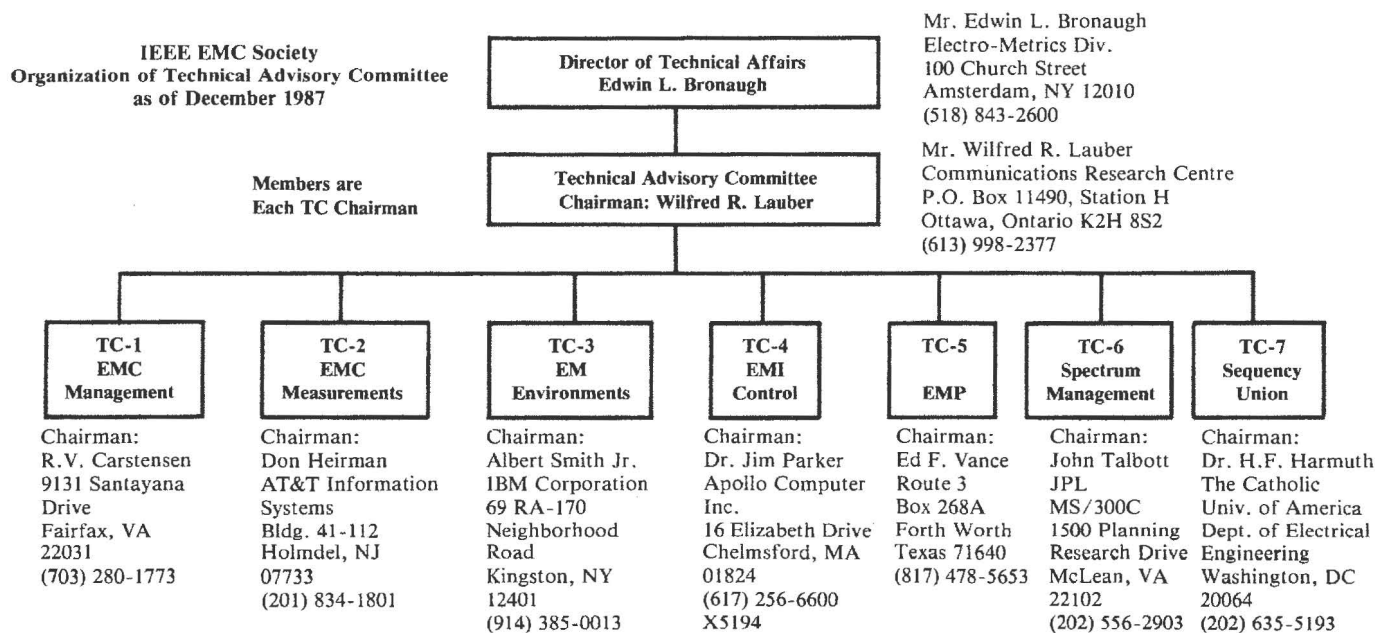 IEEE EMC Society
Organization of Technical Advisory Committee
as of December 1987
Director of Technical Affairs
Edwin L. Bronaugh
Mr. Edwin L. Bronaugh
Electro-Metrics Div.
100 Church Street
Amsterdam, NY 12010
(518) 843-2600
Members are
Each TC Chairman
Technical Advisory Committee
Chairman: Wilfred R. Lauber
Mr. Wilfred R. Lauber
Communications Research Centre
P.O. Box 11490, Station H
Ottawa, Ontario K2H 8S2
(613) 998-2377
TC-1
EMC
Management
Chairman:
R.V. Carstensen
9131 Santayana
Drive
Fairfax, VA
22031
(703) 280-1773
TC-2
EMC
Measurements
Chairman:
Don Heirman
AT&T Information
Systems
Bldg. 41-112
Holmdel, NJ
07733
(201) 834-1801
TC-3
EM
Environments
Chairman:
Albert Smith Jr.
IBM Corporation
69 RA-170
Neighborhood
Road
Kingston, NY
12401
(914) 385-0013
TC-4
EMI
Control
Chairman:
Dr. Jim Parker
Apollo Computer
Inc.
16 Elizabeth Drive
Chelmsford, MA
01824
(617) 256-6600
X5194
TC-5
EMP
Chairman:
Ed F. Vance
Route 3
Box 268A
Forth Worth
Texas 71640
(817) 478-5653
TC-6
Spectrum
Management
Chairman:
John Talbott
JPL
MS/300C
1500 Planning
Research Drive
McLean, VA
22102
(202) 556-2903
TC-7
Sequency
Union
Chairman:
Dr. H.F. Harmuth
The Catholic
Univ. of America
Dept. of Electrical
Engineering
Washington, DC
20064
(202) 635-5193